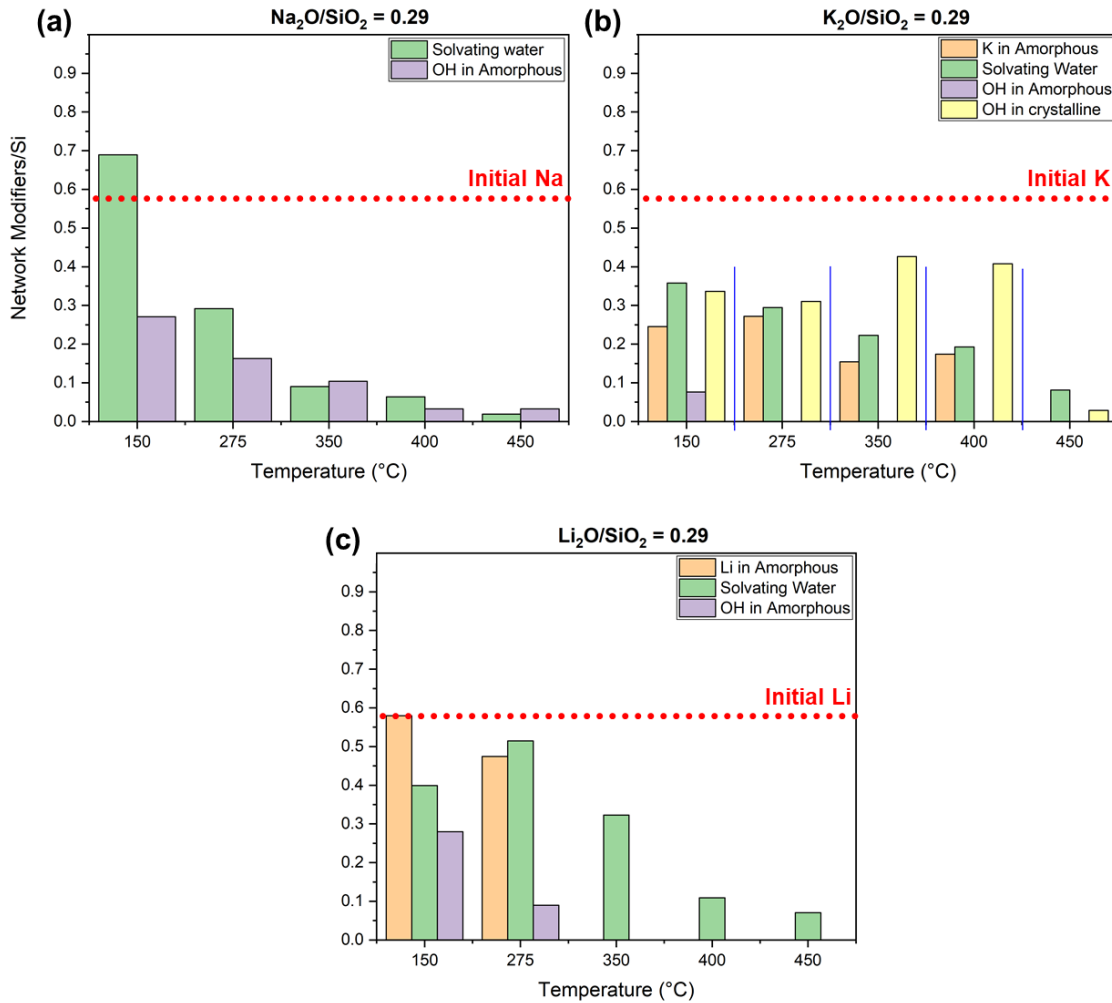 (a)
Na₂O/SiO₂ = 0.29
Solvating water
OH in Amorphous
Network Modifiers/Si
0.9
0.8
0.7
0.6
0.5
0.4
0.3
0.2
0.1
0.0
Initial Na
150 275 350 400 450
Temperature (°C)
(b)
K₂O/SiO₂ = 0.29
K in Amorphous
Solvating Water
OH in Amorphous
OH in crystalline
0.9
0.8
0.7
0.6
0.5
0.4
0.3
0.2
0.1
0.0
Initial K
150 275 350 400 450
Temperature (°C)
(c)
Li₂O/SiO₂ = 0.29
Li in Amorphous
Solvating Water
OH in Amorphous
0.9
0.8
0.7
0.6
0.5
0.4
0.3
0.2
0.1
0.0
Initial Li
150 275 350 400 450
Temperature (°C)